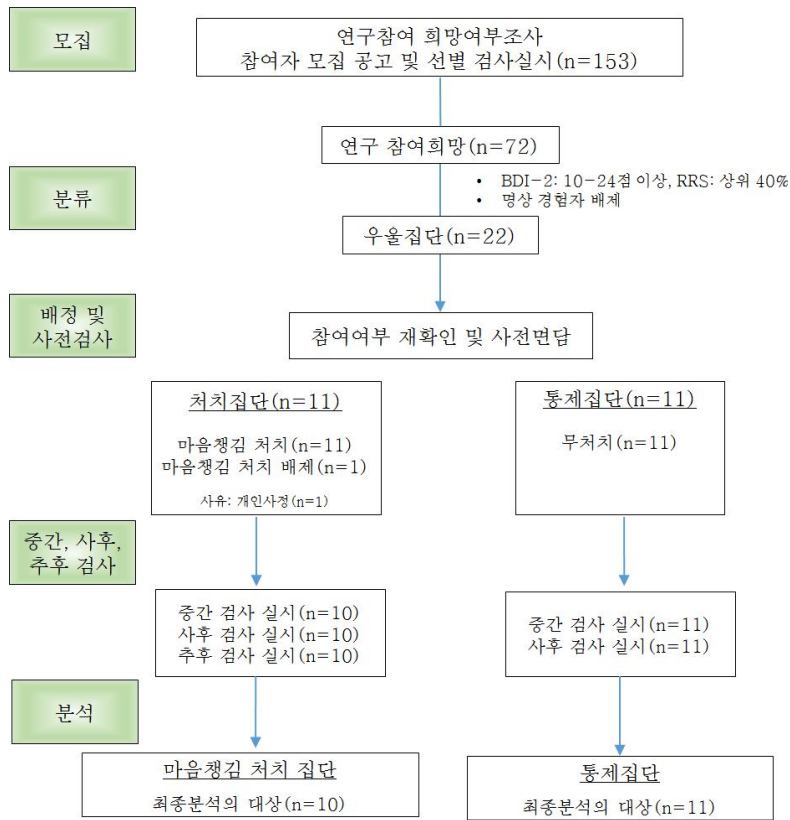 모집
연구참여 희망여부조사
참여자 모집 공고 및 선별 검사실시(n=153)
연구 참여희망(n=72)
분류
• BDI-2: 10-24점 이상, RRS: 상위 40%
• 명상 경험자 배제
우울집단(n=22)
배정 및
사전검사
참여여부 재확인 및 사전면담
처치집단(n=11)
마음챙김 처치(n=11)
마음챙김 처치 배제(n=1)
사유: 개인사정(n=1)
통제집단(n=11)
무처치(n=11)
중간, 사후,
추후 검사
중간 검사 실시(n=10)
사후 검사 실시(n=10)
추후 검사 실시(n=10)
중간 검사 실시(n=11)
사후 검사 실시(n=11)
분석
마음챙김 처치 집단
최종분석의 대상(n=10)
통제집단
최종분석의 대상(n=11)